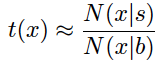 t(x) ≈ N(x|s) / N(x|b)